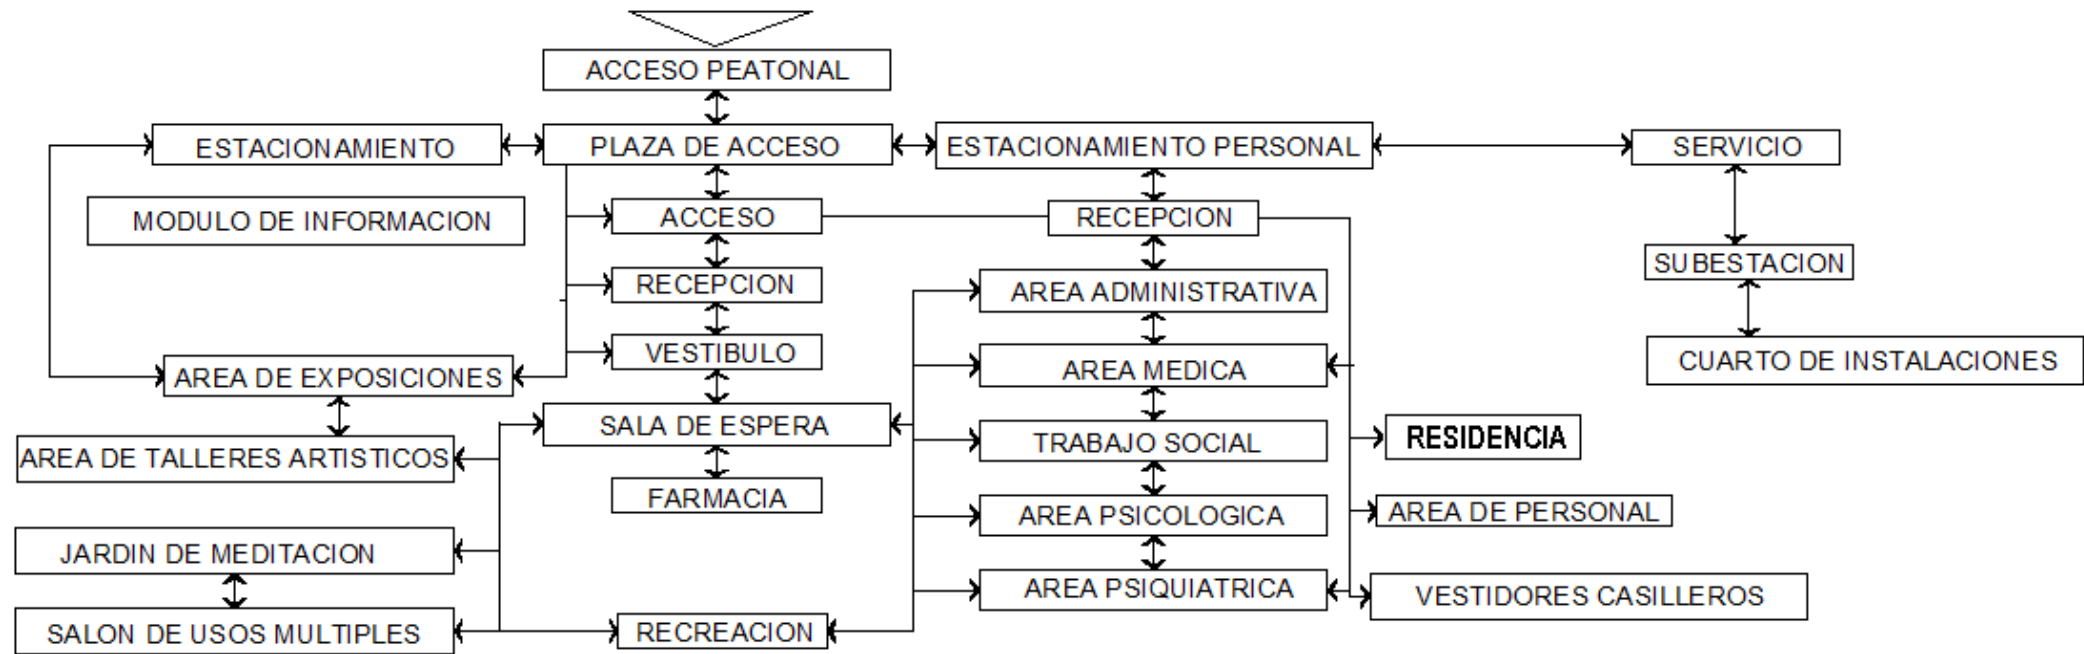 ACCESO PEATONAL
ESTACIONAMIENTO
PLAZA DE ACCESO
ESTACIONAMIENTO PERSONAL
SERVICIO
MODULO DE INFORMACION
ACCESO
RECEPCION
SUBESTACION
RECEPCION
AREA ADMINISTRATIVA
VESTIBULO
AREA MEDICA
CUARTO DE INSTALACIONES
AREA DE EXPOSICIONES
SALA DE ESPERA
TRABAJO SOCIAL
RESIDENCIA
AREA DE TALLERES ARTISTICOS
FARMACIA
AREA PSICOLOGICA
AREA DE PERSONAL
JARDIN DE MEDITACION
AREA PSIQUIATRICA
VESTIDORES CASILLEROS
SALON DE USOS MULTIPLES
RECREACION